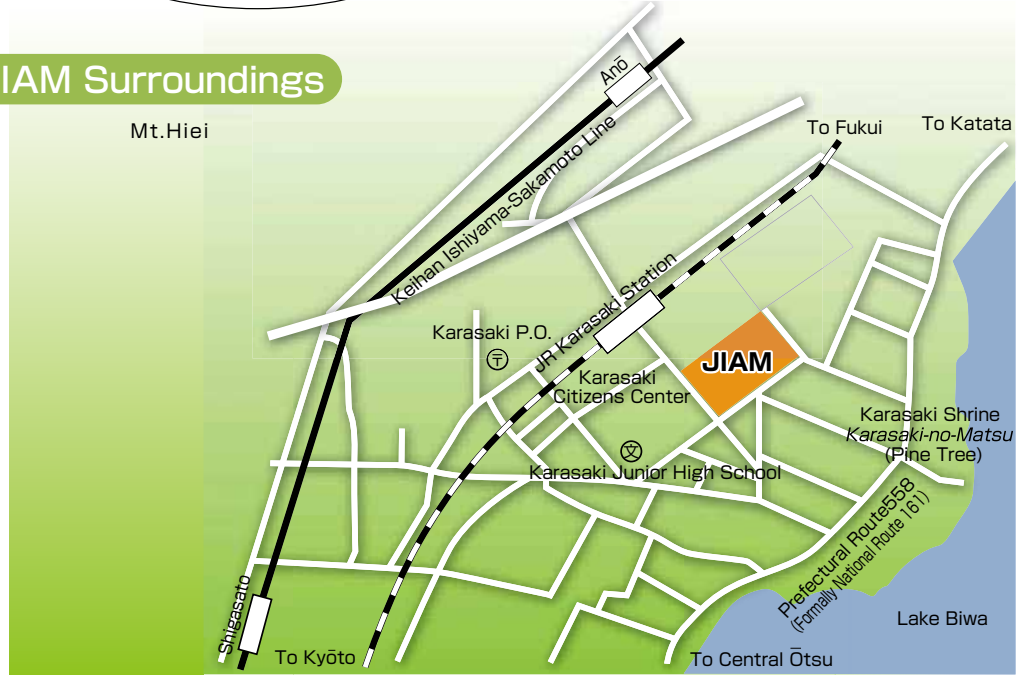 IAM Surroundings
Mt.Hiei
Anō
Keihan Ishiyama-Sakamoto Line
To Fukui
To Katata
JR Karasaki Station
Karasaki P.O.
〒
JIAM
Karasaki
Citizens Center
文
Karasaki Junior High School
Karasaki Shrine
Karasaki-no-Matsu
(Pine Tree)
Prefectural Route558
(Formally National Route 161)
Shigasato
To Kyōto
To Central Ōtsu
Lake Biwa